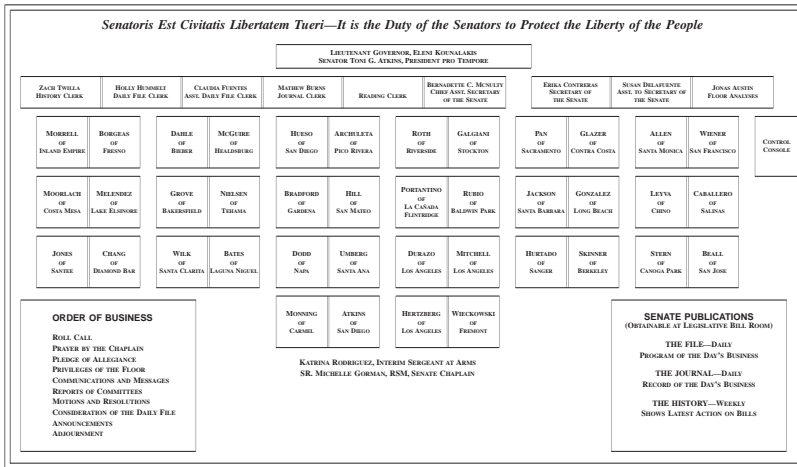 Senatoris Est Civitatis Libertatem Tueri—It is the Duty of the Senators to Protect the Liberty of the People
Lieutenant Governor, Eleni Kounalakis
Senator Toni G. Atkins, President pro Tempore
Zach Twilla
History Clerk
Holly Hummelt
Daily File Clerk
Claudia Fuentes
Asst. Daily File Clerk
Mathew Burns
Journal Clerk
Reading Clerk
Bernadette C. McNulty
Chief Asst. Secretary
of the Senate
Erika Contreras
Secretary of
the Senate
Susan Delafuente
Asst. to Secretary of
the Senate
Jonas Austin
Floor Analyses
Morrell
of
Inland Empire
Borgeas
of
Fresno
Dahle
of
Bieber
McGuire
of
Healdsburg
Hueso
of
San Diego
Archuleta
of
Pico Rivera
Roth
of
Riverside
Galgiani
of
Stockton
Pan
of
Sacramento
Glazer
of
Contra Costa
Allen
of
Santa Monica
Wiener
of
San Francisco
Control
Console
Moorlach
of
Costa Mesa
Melendez
of
Lake Elsinore
Grove
of
Bakersfield
Nielsen
of
Tehama
Bradford
of
Gardena
Hill
of
San Mateo
Portantino
of
La Cañada
Flintridge
Rubio
of
Baldwin Park
Jackson
of
Santa Barbara
Gonzalez
of
Long Beach
Leyva
of
Chino
Caballero
of
Salinas
Jones
of
Santee
Chang
of
Diamond Bar
Wilk
of
Santa Clarita
Bates
of
Laguna Niguel
Dodd
of
Napa
Umberg
of
Santa Ana
Durazo
of
Los Angeles
Mitchell
of
Los Angeles
Hurtado
of
Sanger
Skinner
of
Berkeley
Stern
of
Canoga Park
Beall
of
San Jose
Monning
of
Carmel
Atkins
of
San Diego
Hertzberg
of
Los Angeles
Wieckowski
of
Fremont
Katrina Rodriguez, Interim Sergeant at Arms
SR. Michelle Gorman, RSM, Senate Chaplain
ORDER OF BUSINESS
Roll Call
Prayer by the Chaplain
Pledge of Allegiance
Privileges of the Floor
Communications and Messages
Reports of Committees
Motions and Resolutions
Consideration of the Daily File
Announcements
Adjournment
SENATE PUBLICATIONS
(Obtainable at Legislative Bill Room)
THE FILE—Daily
Program of the Day's Business
THE JOURNAL—Daily
Record of the Day's Business
THE HISTORY—Weekly
Shows Latest Action on Bills